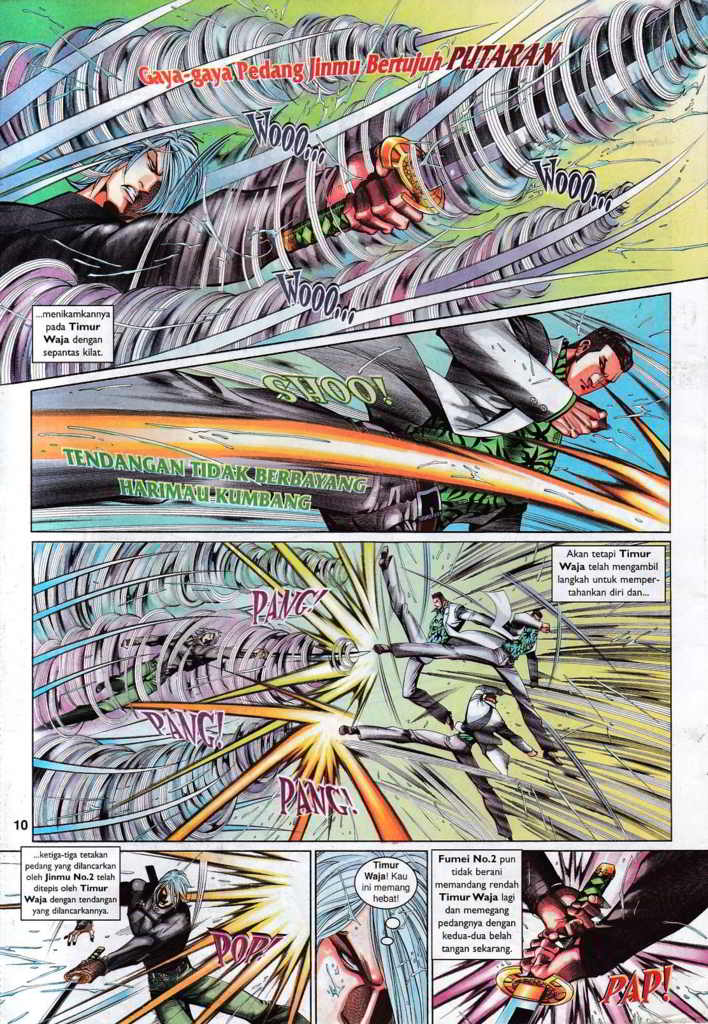 Gaya-gaya Pedang Jinmu Bertujuh PUTARAN
WOOO...
WOOO...
WOOO...
WOOO...
...menikamkannya
pada Timur
Waja dengan
sepantas kilat.
SHOO!
TENDANGAN TIDAK BERBAYANG
HARIMAU KUMBANG
Akan tetapi Timur
Waja telah mengambil
langkah untuk memper-
tahankan diri dan...
PANG!
PANG!
PANG!
10
...ketiga-tiga tetakan
pedang yang dilancarkan
oleh Jinmu No.2 telah
ditepis oleh Timur
Waja dengan tendangan
yang dilancarkannya.
POP!
Timur
Waja! Kau
ini memang
hebat!
Fumei No.2 pun
tidak berani
memandang rendah
Timur Waja lagi
dan memegang
pedangnya dengan
kedua-dua belah
tangan sekarang.
PAP!